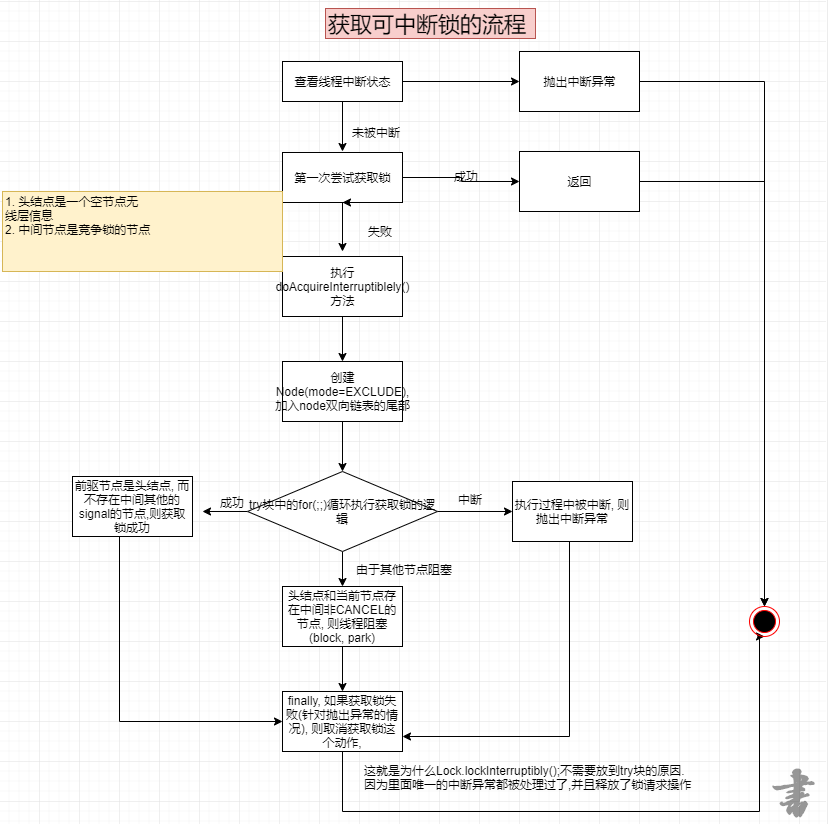 获取可中断锁的流程
查看线程中断状态
抛出中断异常
未被中断
第一次尝试获取锁
成功
返回
1. 头结点是一个空节点无
线层信息
2. 中间节点是竞争锁的节点
失败
执行
doAcquireInterruptiblely()
方法
创建
Node(mode=EXCLUDE),
加入node双向链表的尾部
前驱节点是头结点, 而
不存在中间其他的
signal的节点,则获取
锁成功
成功
try块中的for(;;)循环执行获取锁的逻
辑
中断
执行过程中被中断, 则
抛出中断异常
由于其他节点阻塞
头结点和当前节点存
在中间非CANCEL的
节点, 则线程阻塞
(block, park)
finally, 如果获取锁失
败(针对抛出异常的情
况), 则取消获取锁这
个动作,
这就是为什么Lock.lockInterruptibly();不需要放到try块的原因.
因为里面唯一的中断异常都被处理过了,并且释放了锁请求操作
書